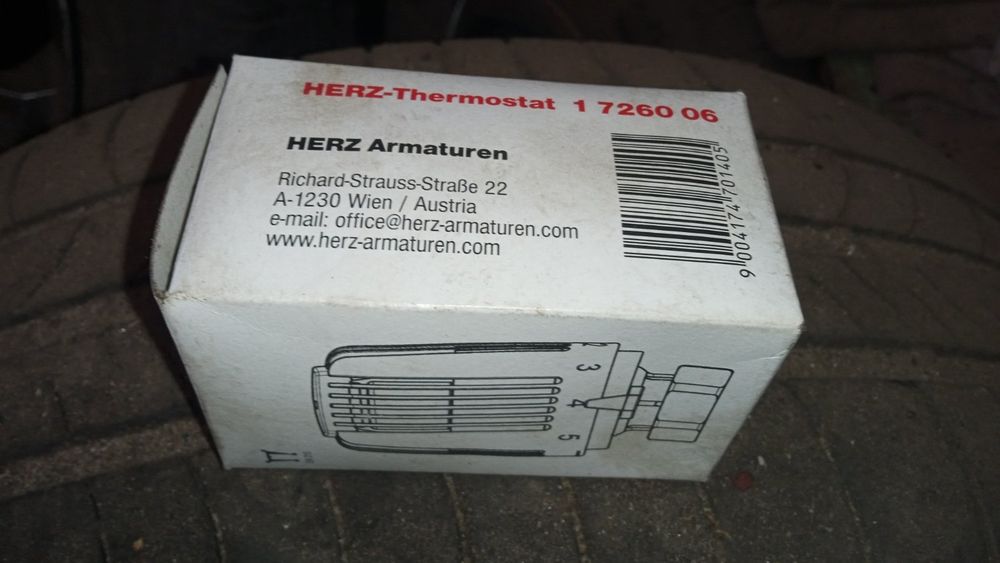 HERZ-Thermostat 1 7260 06
HERZ Armaturen
Richard-Strauss-Straße 22
A-1230 Wien / Austria
e-mail: office@herz-armaturen.com
www.herz-armaturen.com
9 004174 701405
2
3
4
5